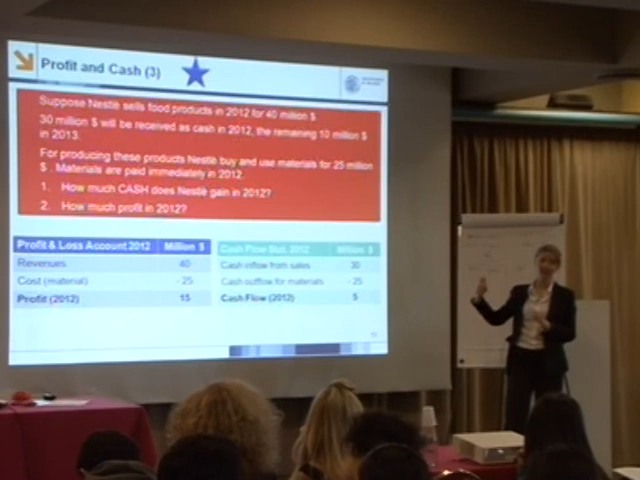 Profit and Cash (3)
Suppose Nestlè sells food products in 2012 for 40 million $.
30 million $ will be received as cash in 2012, the remaining 10 million $
in 2013.
For producing these products Nestlè buy and use materials for 25 million
$ . Materials are paid immediately in 2012.
1. How much CASH does Nestlè gain in 2012?
2. How much profit in 2012?
Profit & Loss Account 2012 Million $
Revenues 40
Cost (material) - 25
Profit (2012) 15
Cash Flow Stat. 2012 Million $
Cash inflow from sales 30
Cash outflow for materials - 25
Cash Flow (2012) 5